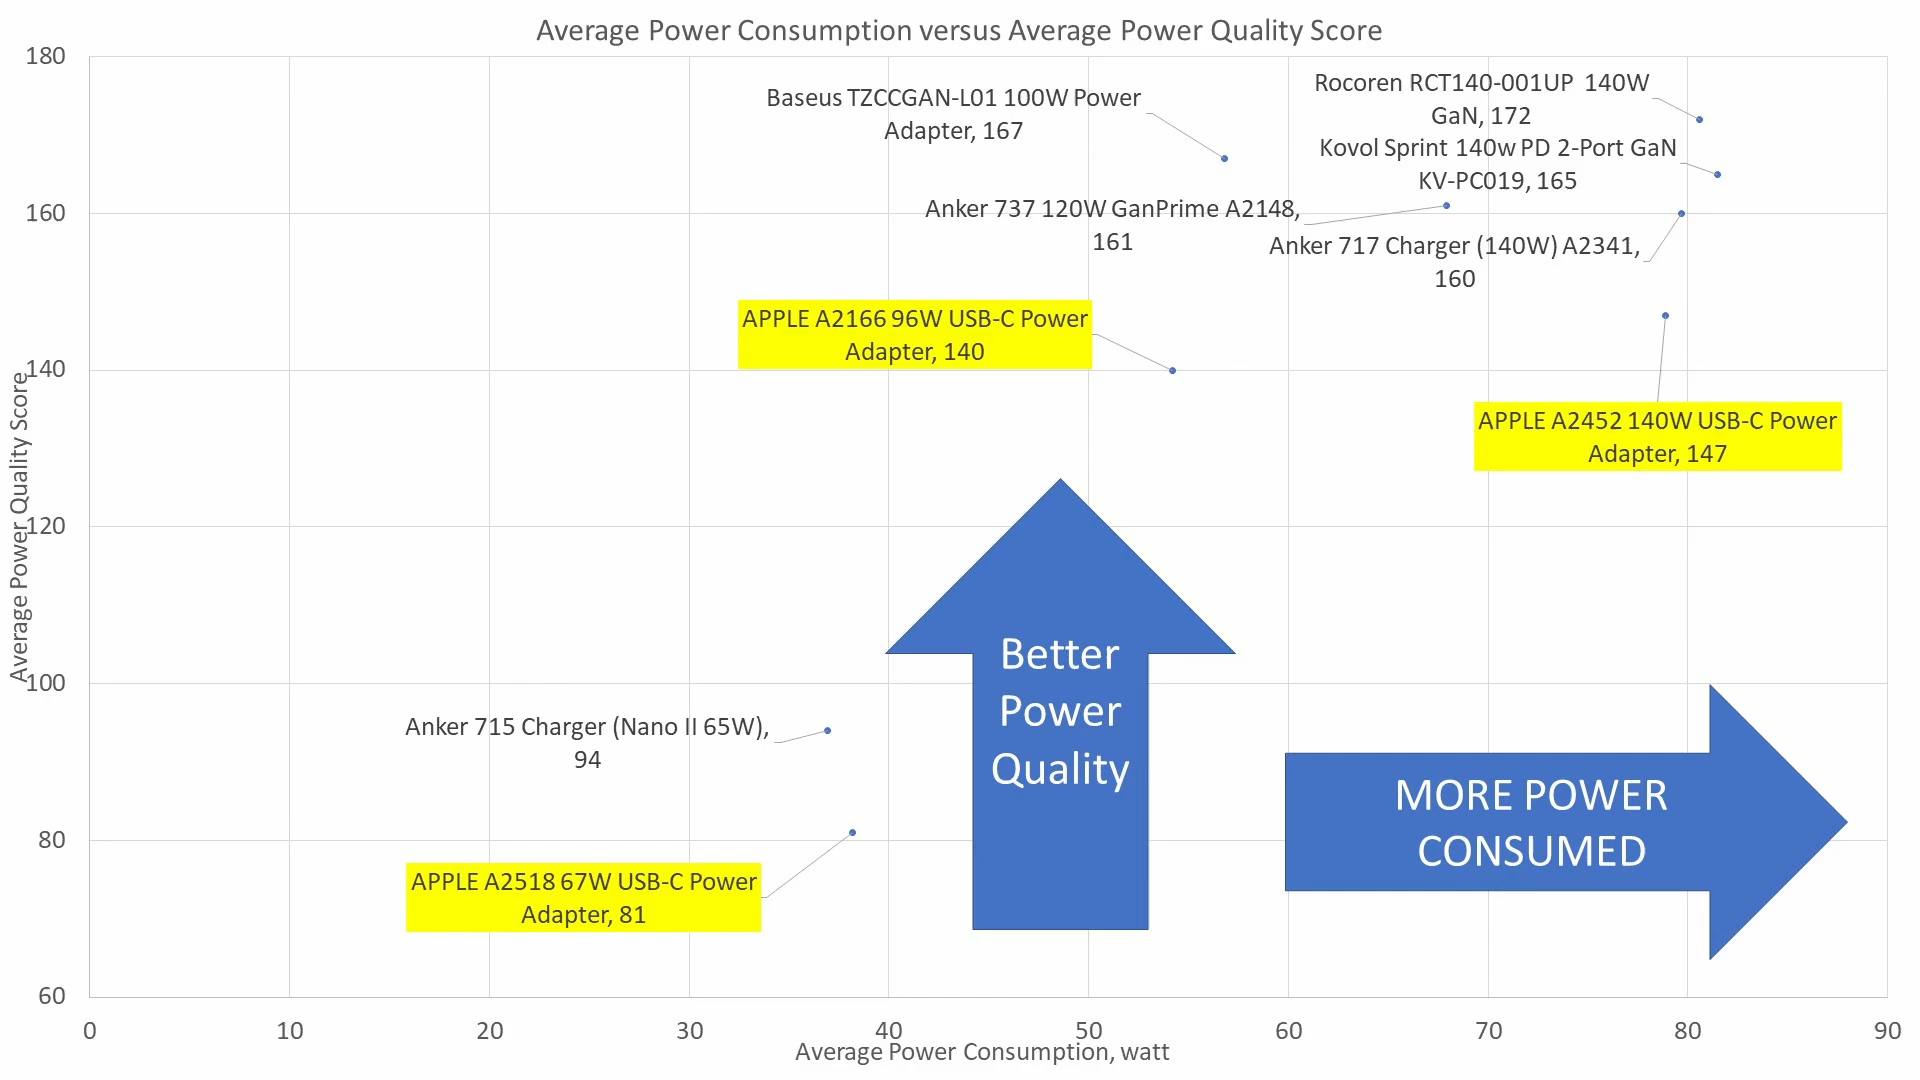 Average Power Consumption versus Average Power Quality Score
180
160
140
120
100
80
60
Average Power Quality Score
Baseus TZCCGAN-L01 100W Power
Adapter, 167
Rocoren RCT140-001UP  140W
GaN, 172
Kovol Sprint 140w PD 2-Port GaN
KV-PC019, 165
Anker 737 120W GanPrime A2148,
161
Anker 717 Charger (140W) A2341,
160
APPLE A2166 96W USB-C Power
Adapter, 140
APPLE A2452 140W USB-C Power
Adapter, 147
Better
Power
Quality
Anker 715 Charger (Nano II 65W),
94
MORE POWER
CONSUMED
APPLE A2518 67W USB-C Power
Adapter, 81
0 10 20 30 40 50 60 70 80 90
Average Power Consumption, watt